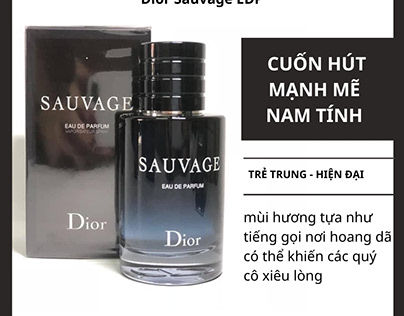 Dior Sauvage EDP
SAUVAGE
EAU DE PARFUM
VAPORISATEUR SPRAY
Dior
SAUVAGE
EAU DE PARFUM
Dior
CUỐN HÚT
MẠNH MẼ
NAM TÍNH
TRẺ TRUNG - HIỆN ĐẠI
mùi hương tựa như
tiếng gọi nơi hoang dã
có thể khiến các quý
cô xiêu lòng